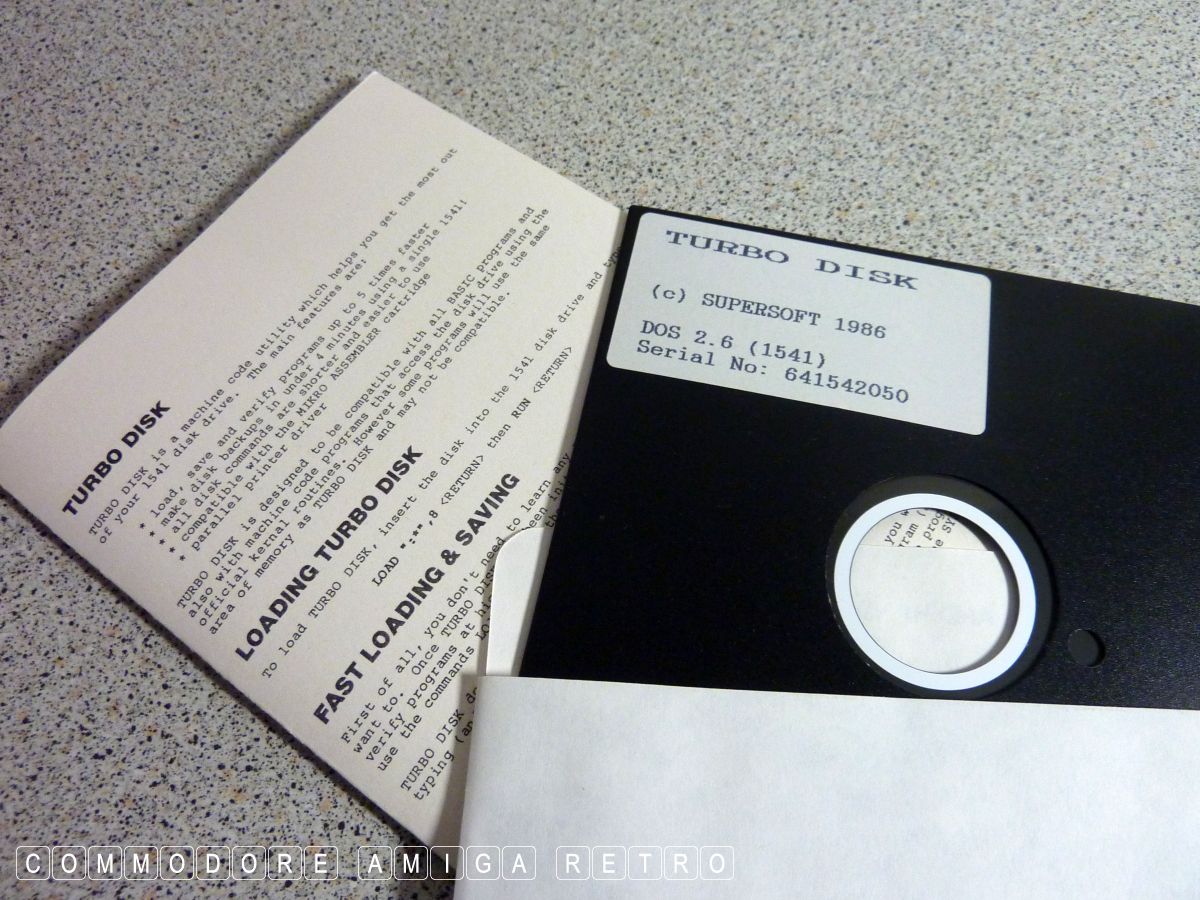 TURBO DISK
TURBO DISK is a machine code utility which helps you get the most out
of your 1541 disk drive. The main features are:
* load, save and verify programs up to 5 times faster
* make disk backups in under 4 minutes using a single 1541!
* all disk commands are shorter and easier to use
* compatible with the MIKRO ASSEMBLER cartridge
* parallel printer driver
TURBO DISK is designed to be compatible with all BASIC programs and
also with machine code programs that access the disk drive using the
official kernal routines. However some programs will use the same
area of memory as TURBO DISK and may not be compatible.
LOADING TURBO DISK
To load TURBO DISK, insert the disk into the 1541 disk drive and
LOAD ":*",8 <RETURN> then RUN <RETURN>
FAST LOADING & SAVING
First of all, you don't need to learn any
want to. Once TURBO been
verify programs at
use the commands
TURBO DISK
typing
TURBO DISK
(c) SUPERSOFT 1986
DOS 2.6 (1541)
Serial No: 641542050
you
COMMODORE AMIGA RETRO